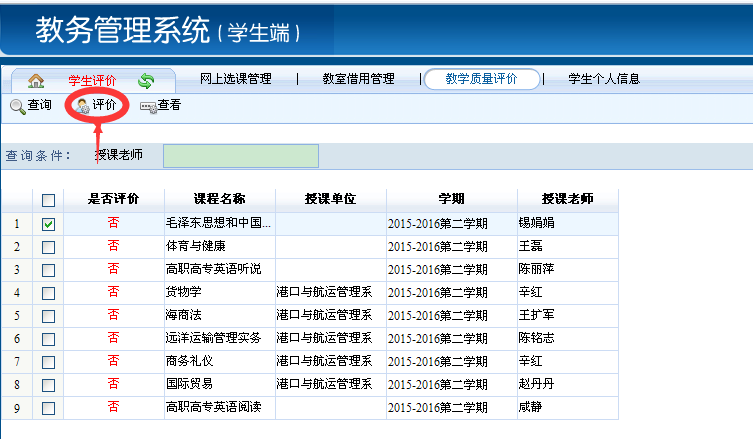 教务管理系统(学生端)
学生评价 网上选课管理 | 教室借用管理 | 教学质量评价 | 学生个人信息
查询 评价 查看
查询条件： 授课老师
是否评价 课程名称 授课单位 学期 授课老师
1 否 毛泽东思想和中国... 2015-2016第二学期 锡娟娟
2 否 体育与健康 2015-2016第二学期 王磊
3 否 高职高专英语听说 2015-2016第二学期 陈丽萍
4 否 货物学 港口与航运管理系 2015-2016第二学期 辛红
5 否 海商法 港口与航运管理系 2015-2016第二学期 王扩军
6 否 远洋运输管理实务 港口与航运管理系 2015-2016第二学期 陈铭志
7 否 商务礼仪 港口与航运管理系 2015-2016第二学期 辛红
8 否 国际贸易 港口与航运管理系 2015-2016第二学期 赵丹丹
9 否 高职高专英语阅读 2015-2016第二学期 咸静